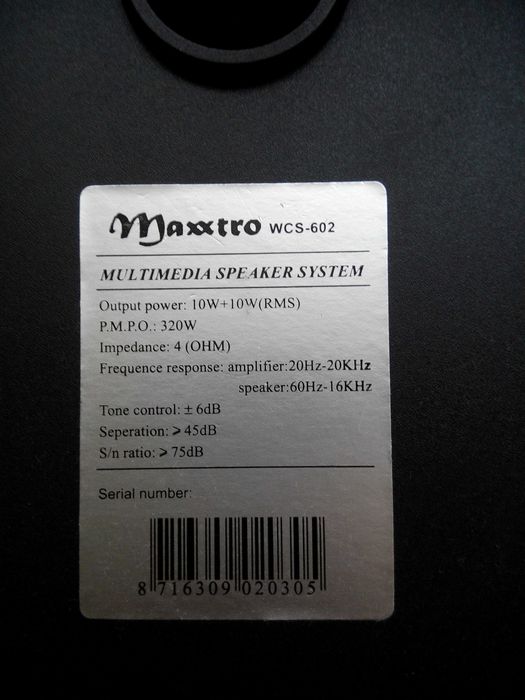 Maxxtro WCS-602
MULTIMEDIA SPEAKER SYSTEM
Output power: 10W+10W(RMS)
P.M.P.O.: 320W
Impedance: 4 (OHM)
Frequence response: amplifier:20Hz-20KHz
speaker:60Hz-16KHz
Tone control: ± 6dB
Seperation: ⩾ 45dB
S/n ratio: ⩾ 75dB
Serial number:
8 716309 020305